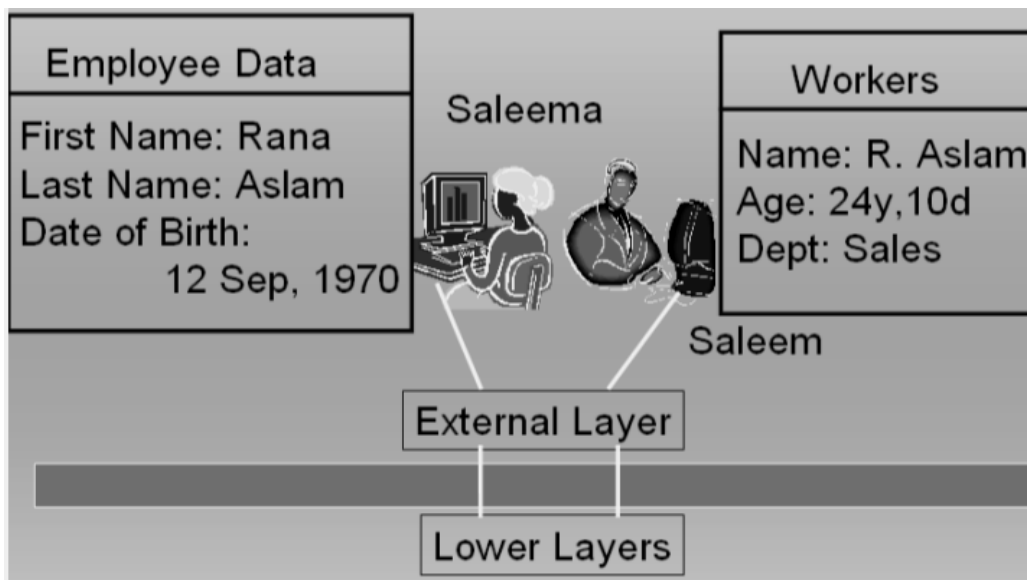 Employee Data
First Name: Rana
Last Name: Aslam
Date of Birth:
12 Sep, 1970
Saleema
Workers
Name: R. Aslam
Age: 24y,10d
Dept: Sales
Saleem
External Layer
Lower Layers